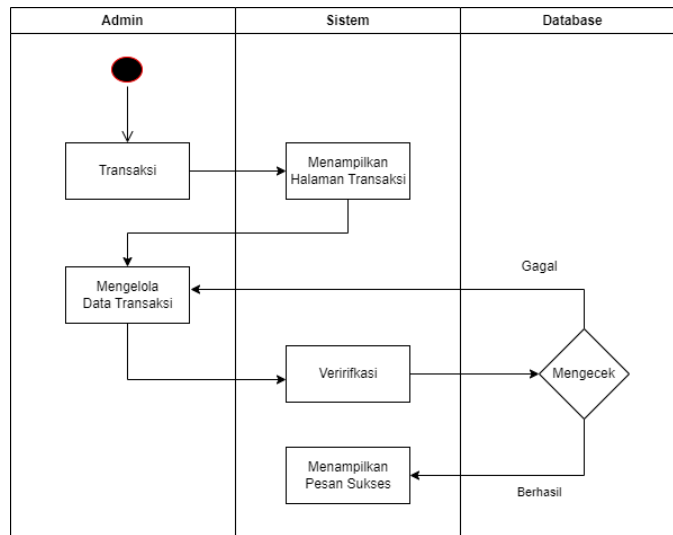 Admin
Sistem
Database
Transaksi
Menampilkan
Halaman Transaksi
Mengelola
Data Transaksi
Gagal
Veririfkasi
Mengecek
Menampilkan
Pesan Sukses
Berhasil